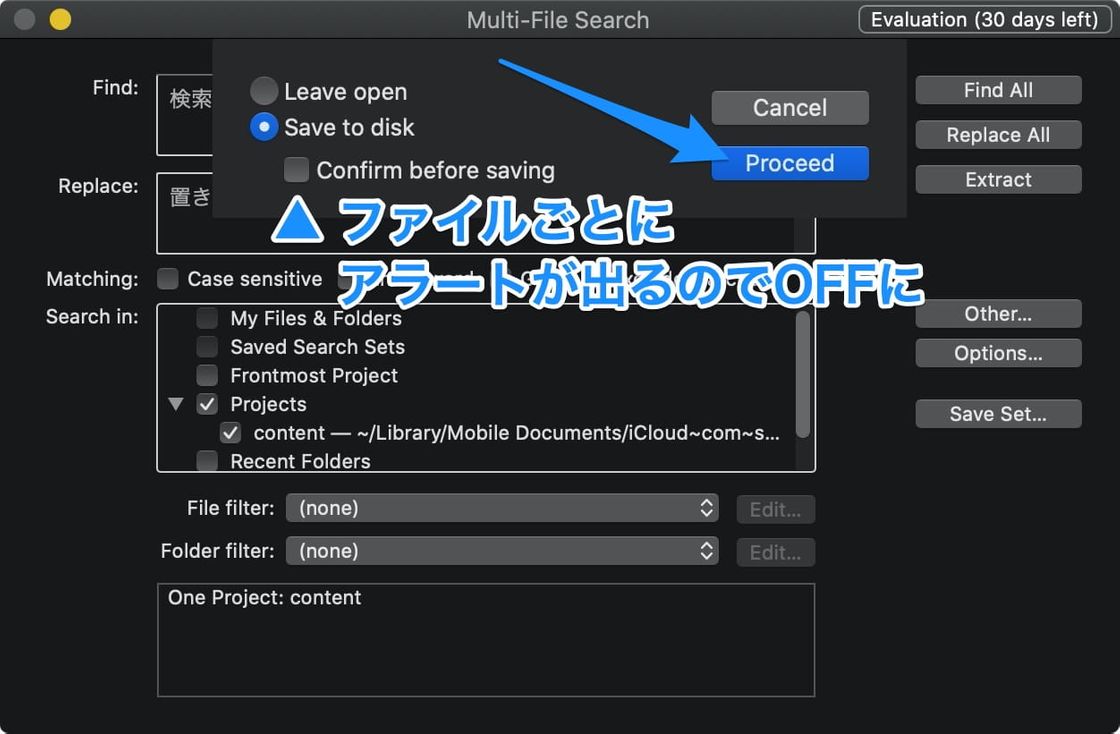 Multi-File Search
Evaluation (30 days left)
Find:
検索
Leave open
Save to disk
Confirm before saving
Cancel
Proceed
Find All
Replace All
Extract
Replace:
置き
▲ ファイルごとに
アラートが出るのでOFFに
Matching:
Case sensitive
Search in:
My Files & Folders
Saved Search Sets
Frontmost Project
Projects
content — ~/Library/Mobile Documents/iCloud~com~s...
Recent Folders
Other...
Options...
Save Set...
File filter:
(none)
Edit...
Folder filter:
(none)
Edit...
One Project: content